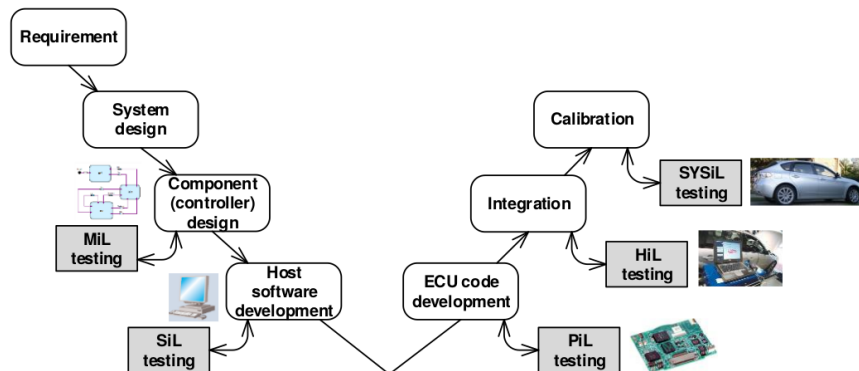 Requirement
System
design
Calibration
Component
(controller)
design
SYSiL
testing
Integration
MiL
testing
HiL
testing
Host
software
development
ECU code
development
SiL
testing
PiL
testing